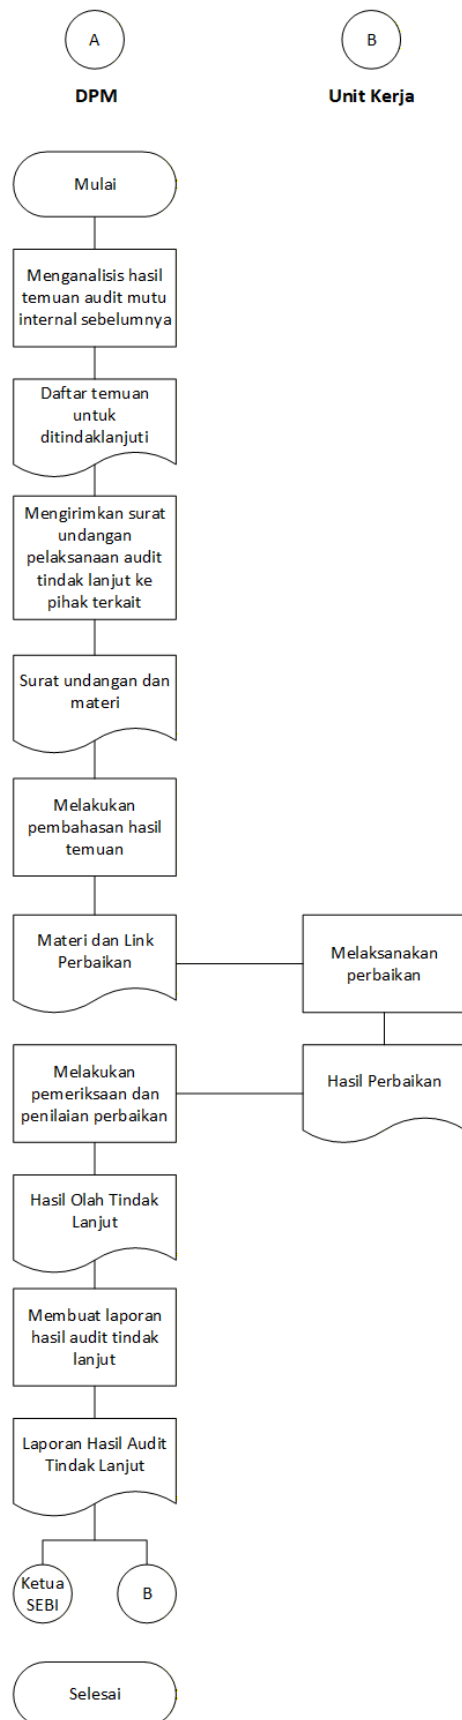 A
B
DPM
Unit Kerja
Mulai
Menganalisis hasil
temuan audit mutu
internal sebelumnya
Daftar temuan
untuk
ditindaklanjuti
Mengirimkan surat
undangan
pelaksanaan audit
tindak lanjut ke
pihak terkait
Surat undangan dan
materi
Melakukan
pembahasan hasil
temuan
Materi dan Link
Perbaikan
Melaksanakan
perbaikan
Melakukan
pemeriksaan dan
penilaian perbaikan
Hasil Perbaikan
Hasil Olah Tindak
Lanjut
Membuat laporan
hasil audit tindak
lanjut
Laporan Hasil Audit
Tindak Lanjut
Ketua
SEBI
B
Selesai